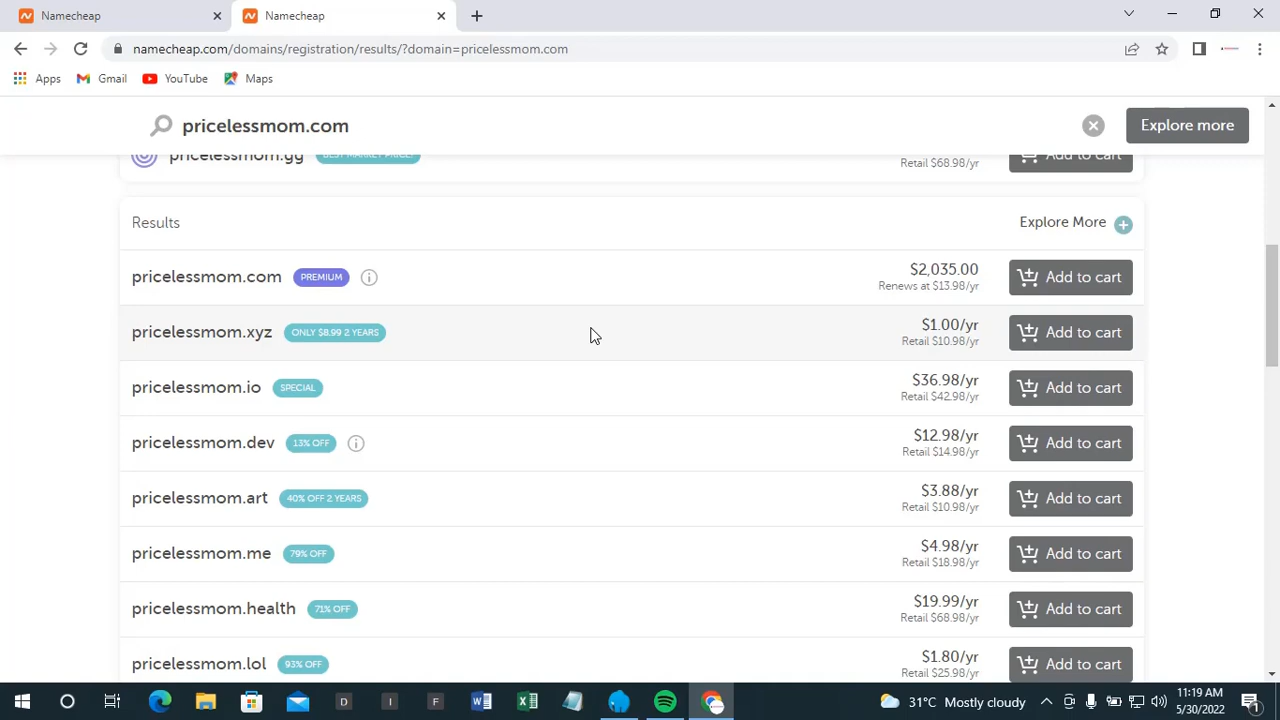 Namecheap
Namecheap
namecheap.com/domains/registration/results/?domain=pricelessmom.com
Apps
Gmail
YouTube
Maps
pricelessmom.com
Explore more
pricelessmom.gg
BEST MARKET PRICE!
Retail $68.98/yr
Add to cart
Results
Explore More
pricelessmom.com
PREMIUM
$2,035.00
Renews at $13.98/yr
Add to cart
pricelessmom.xyz
ONLY $8.99 2 YEARS
$1.00/yr
Retail $10.98/yr
Add to cart
pricelessmom.io
SPECIAL
$36.98/yr
Retail $42.98/yr
Add to cart
pricelessmom.dev
13% OFF
$12.98/yr
Retail $14.98/yr
Add to cart
pricelessmom.art
40% OFF 2 YEARS
$3.88/yr
Retail $10.98/yr
Add to cart
pricelessmom.me
79% OFF
$4.98/yr
Retail $18.98/yr
Add to cart
pricelessmom.health
71% OFF
$19.99/yr
Retail $68.98/yr
Add to cart
pricelessmom.lol
93% OFF
$1.80/yr
Retail $25.98/yr
Add to cart
D
I
F
31°C Mostly cloudy
11:19 AM
5/30/2022
1